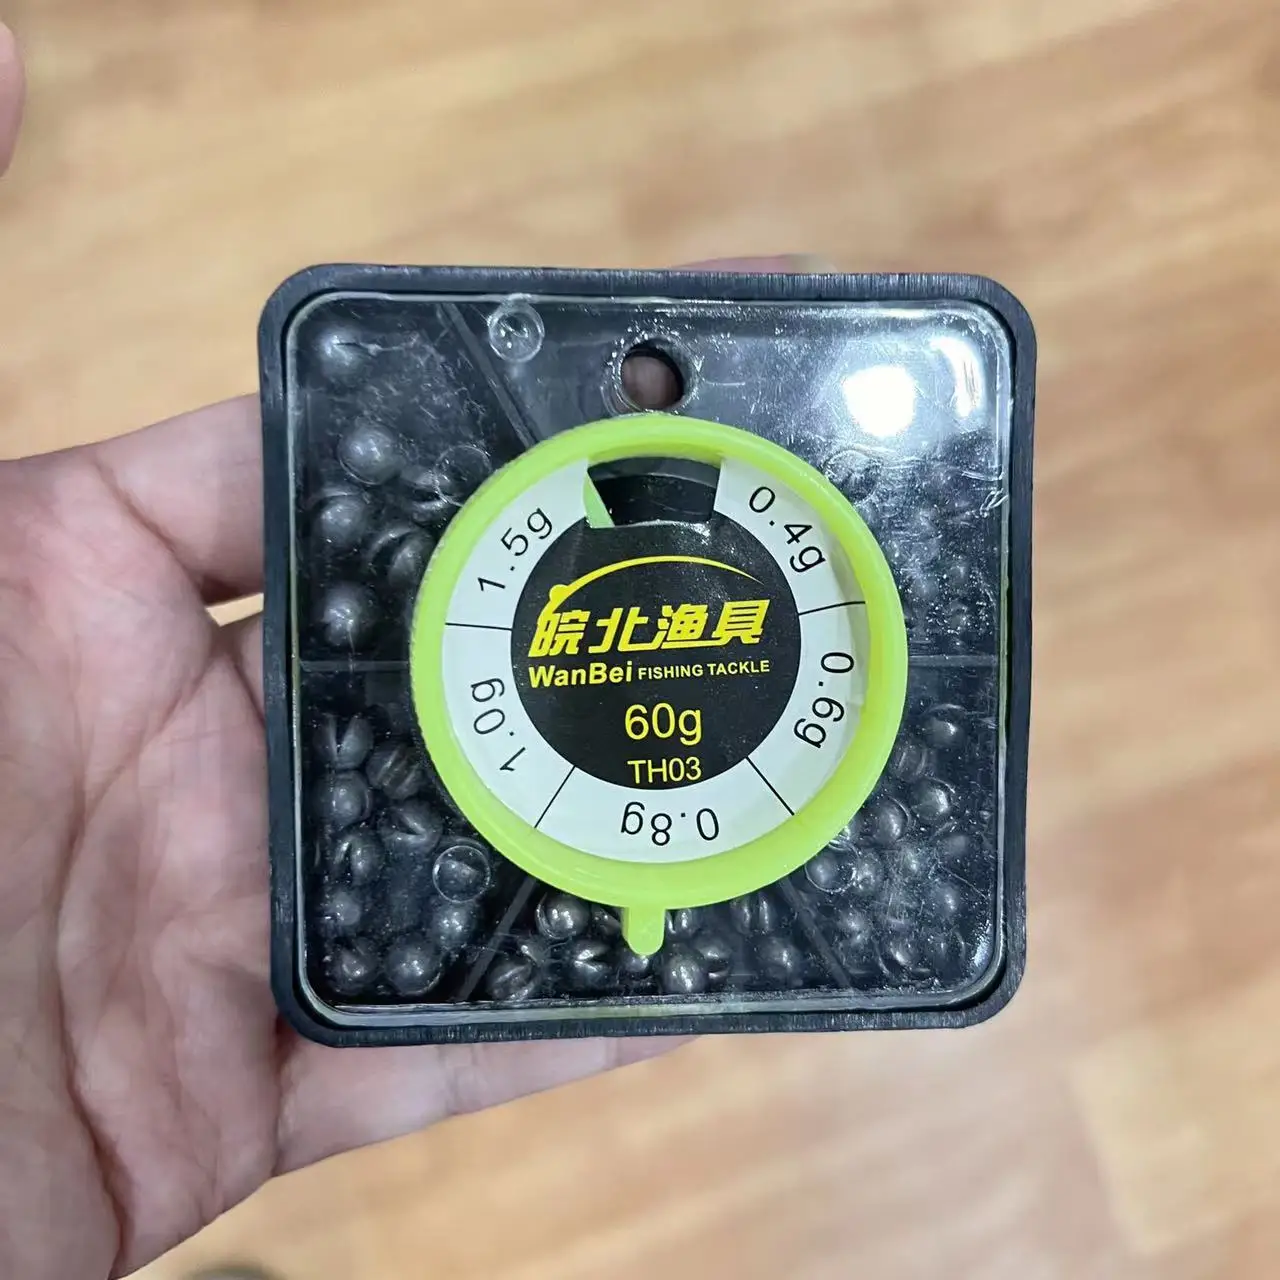 皖北渔具
WanBei FISHING TACKLE
60g
TH03
0.4g
0.6g
0.8g
1.0g
1.5g